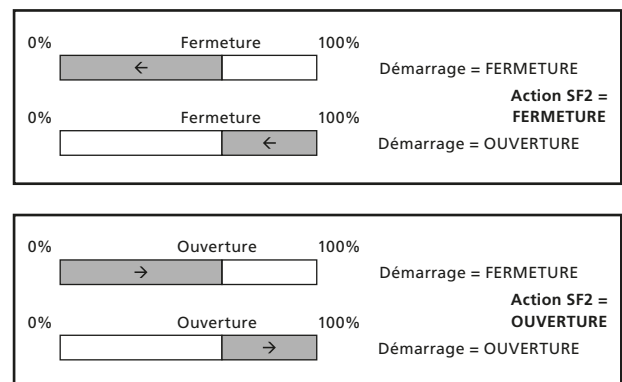 0% Fermeture 100%
← Démarrage = FERMETURE
Action SF2 =
0% Fermeture 100% FERMETURE
← Démarrage = OUVERTURE
0% Ouverture 100%
→ Démarrage = FERMETURE
Action SF2 =
0% Ouverture 100% OUVERTURE
→ Démarrage = OUVERTURE